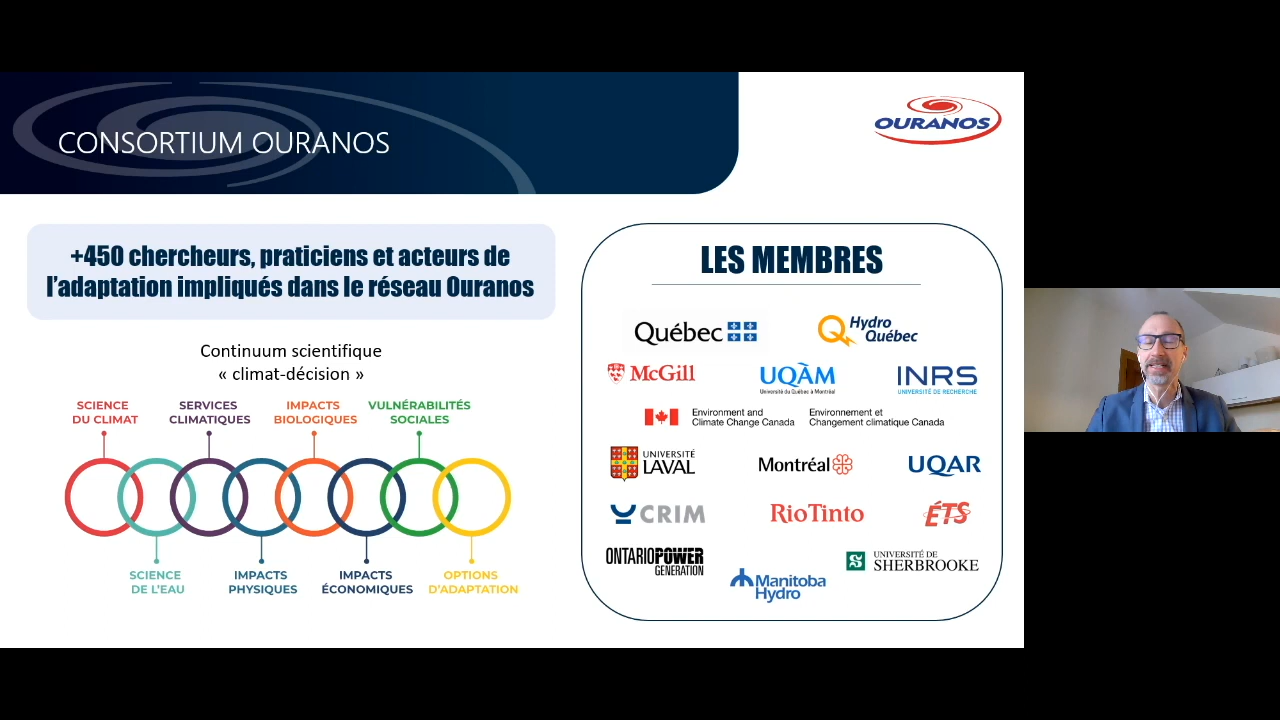 CONSORTIUM OURANOS
OURANOS
+450 chercheurs, praticiens et acteurs de
l'adaptation impliqués dans le réseau Ouranos
Continuum scientifique
« climat-décision »
SCIENCE
DU CLIMAT
SERVICES
CLIMATIQUES
IMPACTS
BIOLOGIQUES
VULNÉRABILITÉS
SOCIALES
SCIENCE
DE L'EAU
IMPACTS
PHYSIQUES
IMPACTS
ÉCONOMIQUES
OPTIONS
D'ADAPTATION
LES MEMBRES
Québec
Hydro
Québec
McGill
UQÀM
Université du Québec à Montréal
INRS
UNIVERSITÉ DE RECHERCHE
Environment and
Climate Change Canada
Environnement et
Changement climatique Canada
UNIVERSITÉ
LAVAL
Montréal
UQAR
CRIM
RioTinto
ÉTS
ONTARIOPOWER
GENERATION
Manitoba
Hydro
UNIVERSITÉ DE
SHERBROOKE